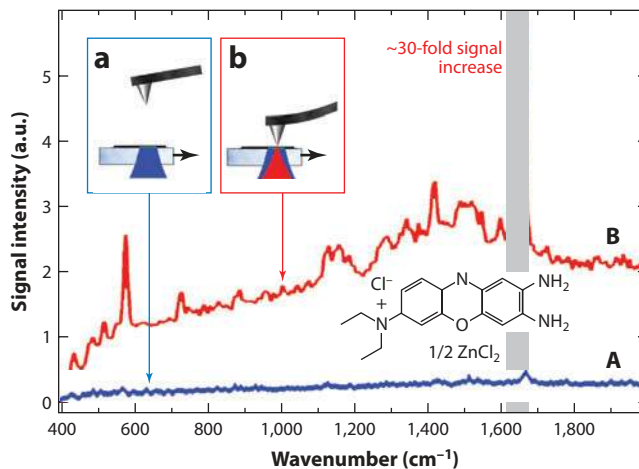 a
b
~30-fold signal
increase
5
4
3
2
1
0
Signal intensity (a.u.)
B
Cl⁻
+
N
N
O
NH₂
NH₂
1/2 ZnCl₂
A
400
600
800
1,000
1,200
1,400
1,600
1,800
Wavenumber (cm⁻¹)